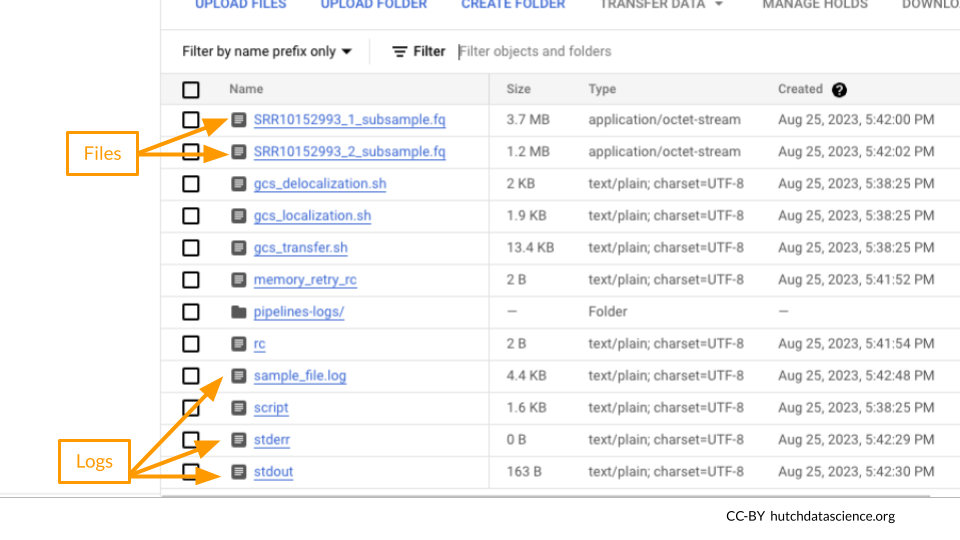 UPLOAD FILES UPLOAD FOLDER CREATE FOLDER TRANSFER DATA MANAGE HOLDS DOWNLO
Filter by name prefix only Filter Filter objects and folders
Name Size Type Created ?
SRR10152993_1_subsample.fq 3.7 MB application/octet-stream Aug 25, 2023, 5:42:00 PM
Files
SRR10152993_2_subsample.fq 1.2 MB application/octet-stream Aug 25, 2023, 5:42:02 PM
gcs_delocalization.sh 2 KB text/plain; charset=UTF-8 Aug 25, 2023, 5:38:25 PM
gcs_localization.sh 1.9 KB text/plain; charset=UTF-8 Aug 25, 2023, 5:38:25 PM
gcs_transfer.sh 13.4 KB text/plain; charset=UTF-8 Aug 25, 2023, 5:38:25 PM
memory_retry_rc 2 B text/plain; charset=UTF-8 Aug 25, 2023, 5:41:52 PM
pipelines-logs/ — Folder —
rc 2 B text/plain; charset=UTF-8 Aug 25, 2023, 5:41:54 PM
sample_file.log 4.4 KB text/plain; charset=UTF-8 Aug 25, 2023, 5:42:48 PM
script 1.6 KB text/plain; charset=UTF-8 Aug 25, 2023, 5:38:25 PM
stderr 0 B text/plain; charset=UTF-8 Aug 25, 2023, 5:42:29 PM
Logs
stdout 163 B text/plain; charset=UTF-8 Aug 25, 2023, 5:42:30 PM
CC-BY hutchdatascience.org